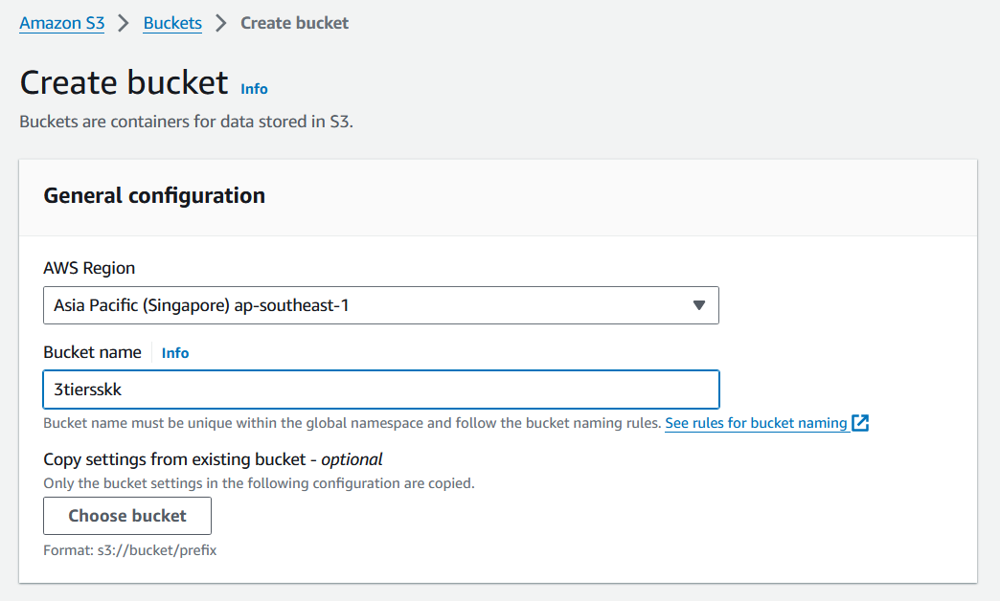 Amazon S3 > Buckets > Create bucket
Create bucket Info
Buckets are containers for data stored in S3.
General configuration
AWS Region
Asia Pacific (Singapore) ap-southeast-1
Bucket name Info
3tiersskk
Bucket name must be unique within the global namespace and follow the bucket naming rules. See rules for bucket naming
Copy settings from existing bucket - optional
Only the bucket settings in the following configuration are copied.
Choose bucket
Format: s3://bucket/prefix